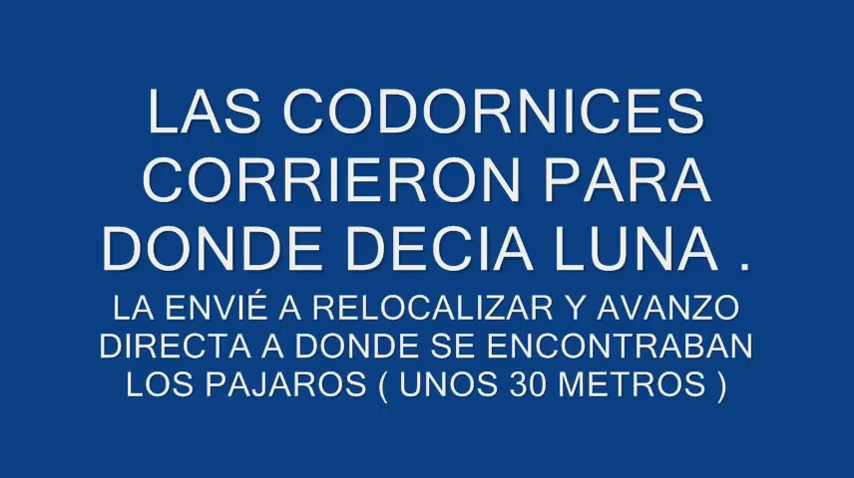 LAS CODORNICES
CORRIERON PARA
DONDE DECIA LUNA .
LA ENVIÉ A RELOCALIZAR Y AVANZO
DIRECTA A DONDE SE ENCONTRABAN
LOS PAJAROS ( UNOS 30 METROS )